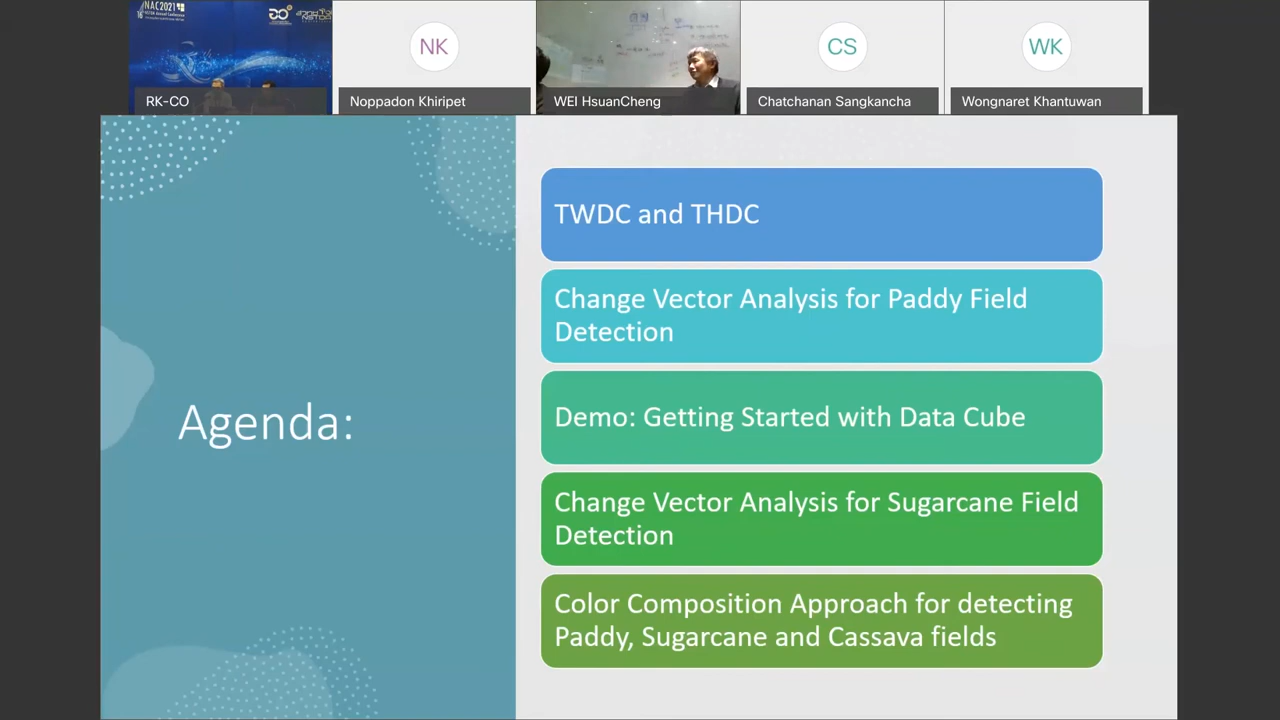 NAC2021
RK-CO
NK
Noppadon Khiripet
WEI HsuanCheng
CS
Chatchanan Sangkancha
WK
Wongnaret Khantuwan
Agenda:
TWDC and THDC
Change Vector Analysis for Paddy Field
Detection
Demo: Getting Started with Data Cube
Change Vector Analysis for Sugarcane Field
Detection
Color Composition Approach for detecting
Paddy, Sugarcane and Cassava fields